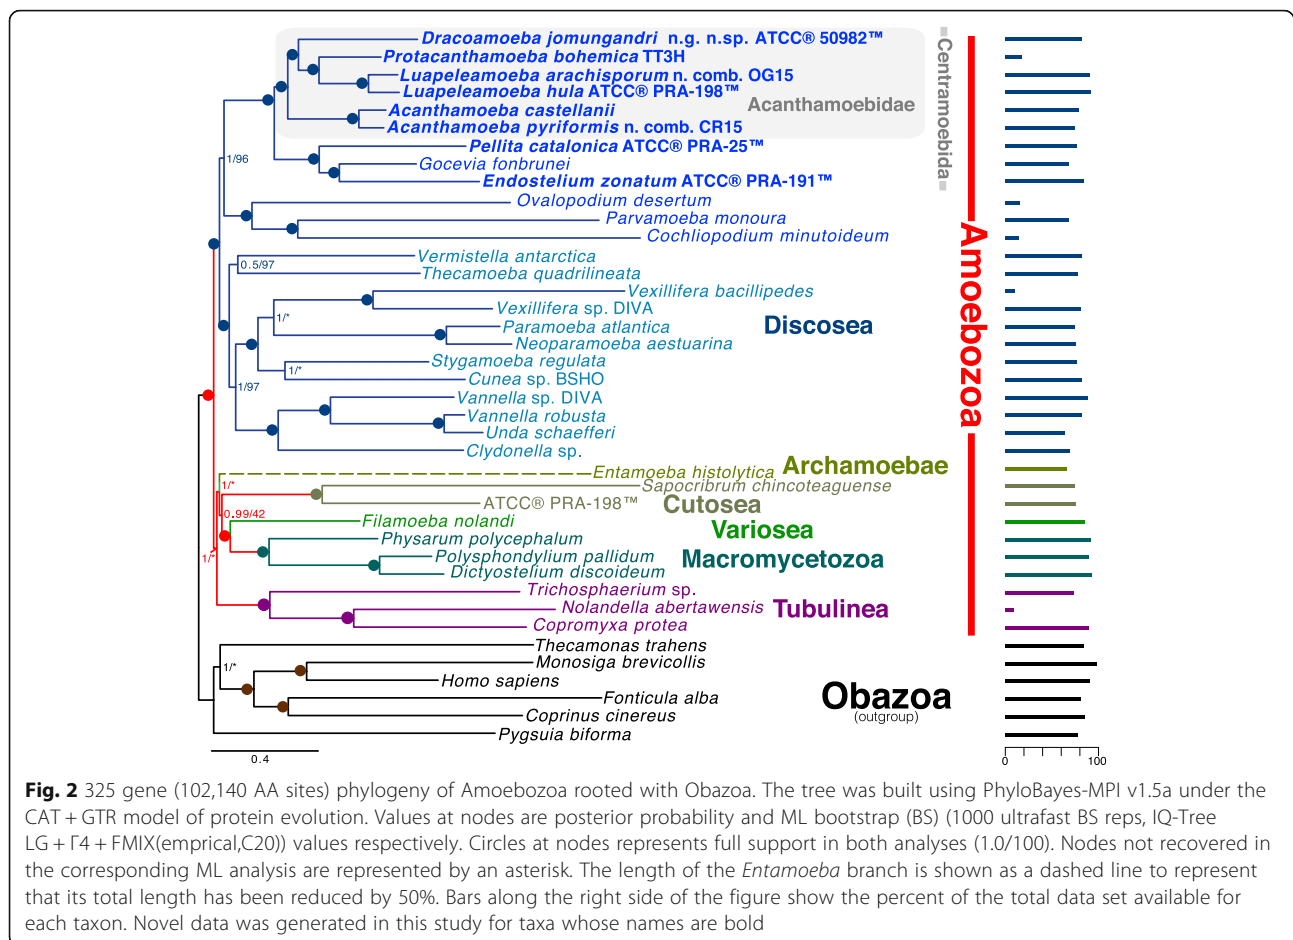 Dracoamoeba jomungandri n.g. n.sp. ATCC® 50982™
Protacanthamoeba bohemica TT3H
Luapeleamoeba arachisporum n. comb. OG15
Luapeleamoeba hula ATCC® PRA-198™
Acanthamoebidae
Acanthamoeba castellanii
Acanthamoeba pyriformis n. comb. CR15
Centramoebida
Pellita catalonica ATCC® PRA-25™
1/96
Gocevia fonbrunei
Endostelium zonatum ATCC® PRA-191™
Ovalopodium desertum
Parvamoeba monoura
Cochliopodium minutoideum
Amoebozoa
Vermistella antarctica
0.5/97
Thecamoeba quadrilineata
Vexillifera bacillipedes
Vexillifera sp. DIVA
1/*
Discosea
Paramoeba atlantica
Neoparamoeba aestuarina
Stygamoeba regulata
1/*
Cunea sp. BSHO
1/97
Vannella sp. DIVA
Vannella robusta
Unda schaefferi
Clydonella sp.
Archamoebae
Entamoeba histolytica
1/*
Sapocribrum chincoteaguense
ATCC® PRA-198™
Cutosea
0.99/42
Filamoeba nolandi
Variosea
Physarum polycephalum
1/*
Polysphondylium pallidum
Macromycetozoa
Dictyostelium discoideum
Trichosphaerium sp.
Nolandella abertawensis
Tubulinea
Copromyxa protea
Thecamonas trahens
1/*
Monosiga brevicollis
Homo sapiens
Fonticula alba
Obazoa
(outgroup)
Coprinus cinereus
Pygsuia biforma
0.4
0 100
Fig. 2 325 gene (102,140 AA sites) phylogeny of Amoebozoa rooted with Obazoa. The tree was built using PhyloBayes-MPI v1.5a under the
CAT + GTR model of protein evolution. Values at nodes are posterior probability and ML bootstrap (BS) (1000 ultrafast BS reps, IQ-Tree
LG + Γ4 + FMIX(emprical,C20)) values respectively. Circles at nodes represents full support in both analyses (1.0/100). Nodes not recovered in
the corresponding ML analysis are represented by an asterisk. The length of the Entamoeba branch is shown as a dashed line to represent
that its total length has been reduced by 50%. Bars along the right side of the figure show the percent of the total data set available for
each taxon. Novel data was generated in this study for taxa whose names are bold